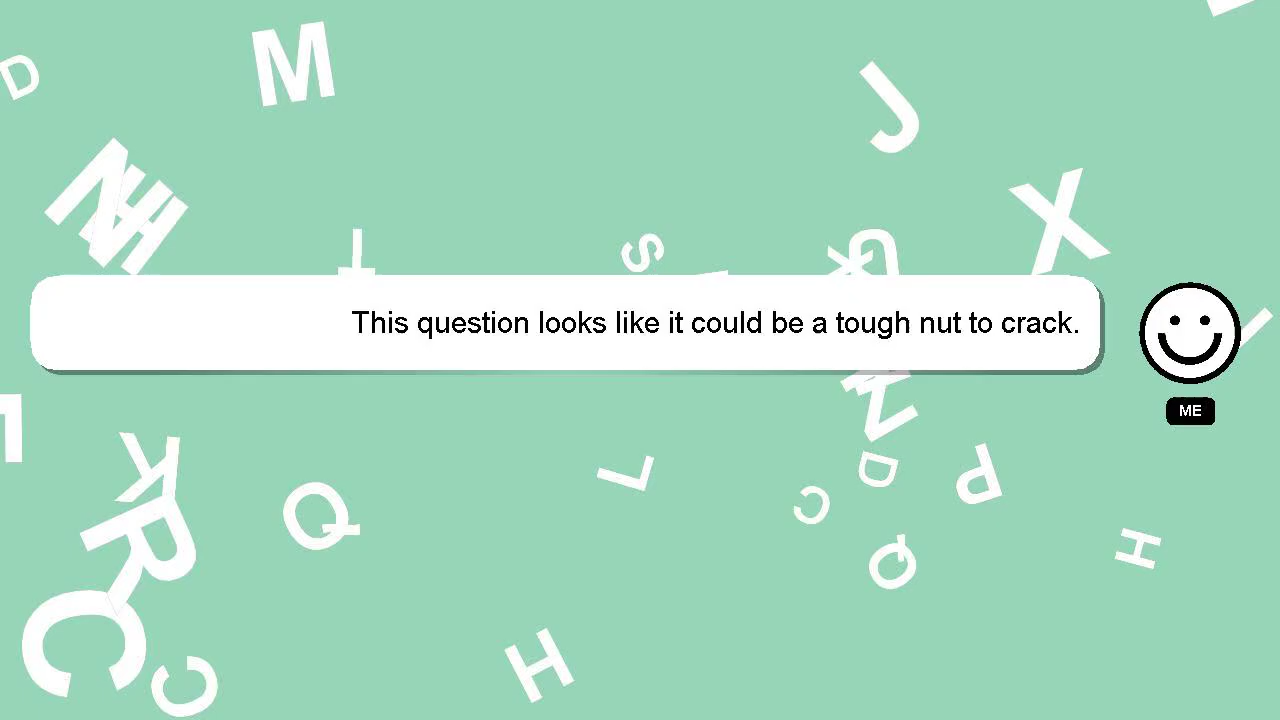 This question looks like it could be a tough nut to crack.
ME
D
M
J
N
H
X
S
X
R
C
C
Q
L
Z
D
C
P
Q
H
H